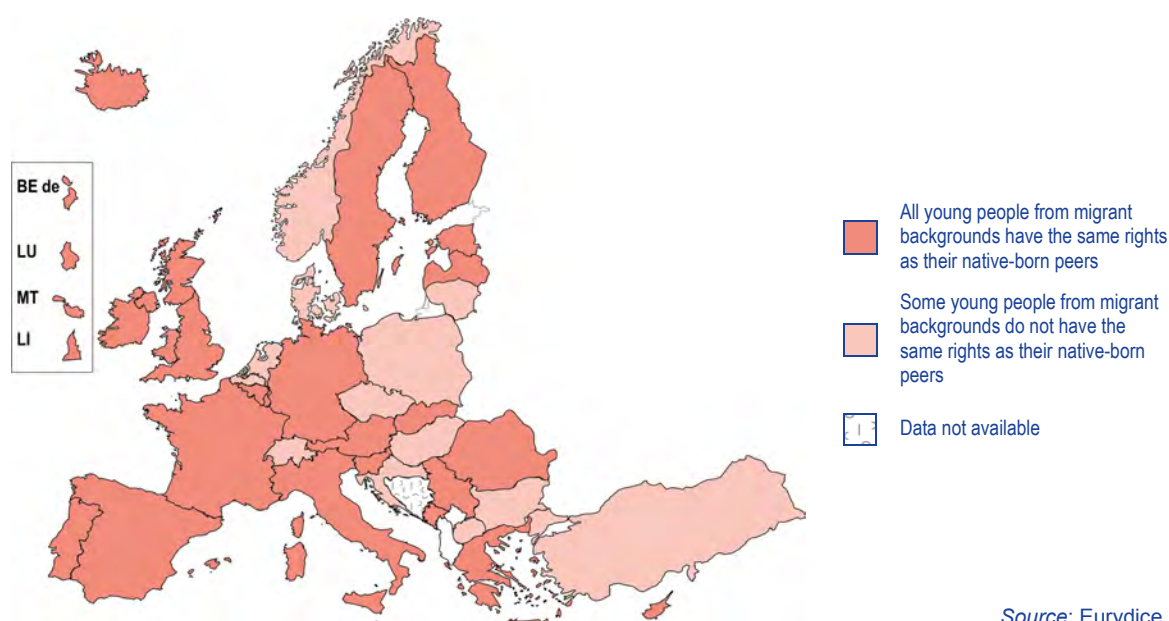 BE de
LU
MT
LI
All young people from migrant
backgrounds have the same rights
as their native-born peers
Some young people from migrant
backgrounds do not have the
same rights as their native-born
peers
Data not available
Source: Eurydice